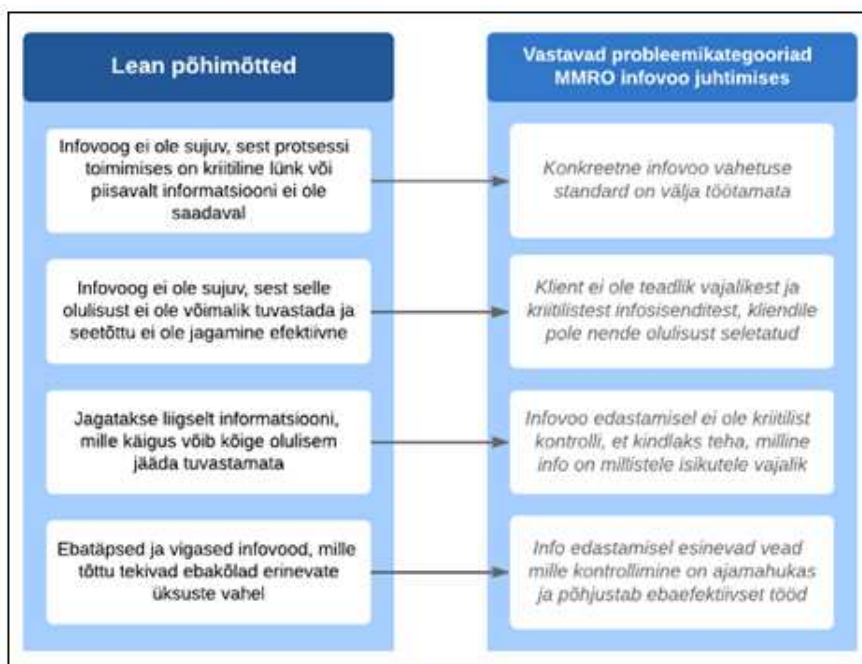 Lean põhimõtted
Infovoog ei ole sujuv, sest protsessi
toimimises on kriitiline lünk või
piisavalt informatsiooni ei ole
saadaval
Infovoog ei ole sujuv, sest selle
olulisust ei ole võimalik tuvastada ja
seetõttu ei ole jagamine efektiivne
Jagatakse liigselt informatsiooni,
mille käigus võib kõige olulisem
jääda tuvastamata
Ebatäpsed ja vigased infovood, mille
tõttu tekivad ebakõlad erinevate
üksuste vahel
Vastavad probleemikategooriad
MMRO infovoo juhtimises
Konkreetne infovoo vahetuse
standard on välja töötamata
Klient ei ole teadlik vajalikest ja
kriitilistest infosisenditest, kliendile
pole nende olulisust seletatud
Infovoo edastamisel ei ole kriitilist
kontrolli, et kindlaks teha, milline
info on millistele isikutele vajalik
Info edastamisel esinevad vead
mille kontrollimine on ajamahukas
ja põhjustab ebaefektiivset tööd